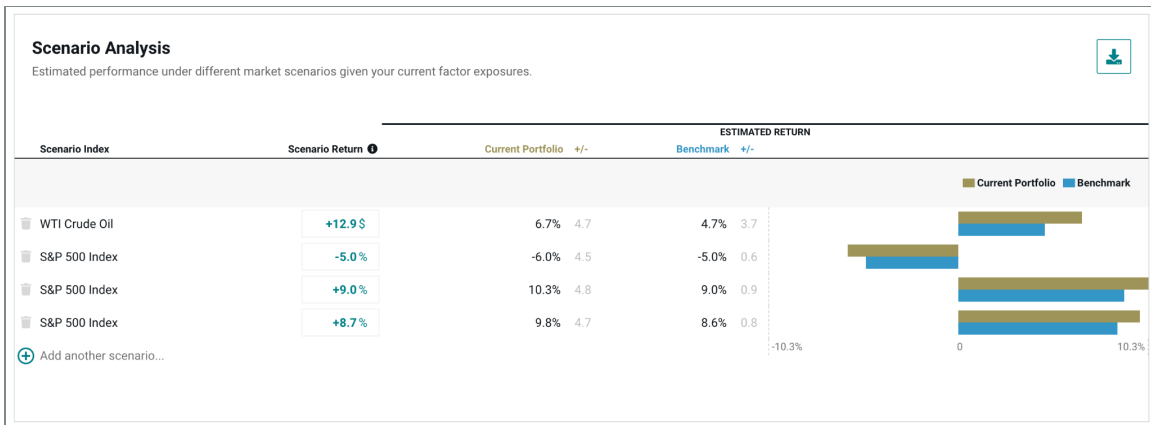 Scenario Analysis
Estimated performance under different market scenarios given your current factor exposures.
ESTIMATED RETURN
Scenario Index Scenario Return Current Portfolio +/- Benchmark +/-
Current Portfolio Benchmark
WTI Crude Oil +12.9 $ 6.7% 4.7 4.7% 3.7
S&P 500 Index -5.0 % -6.0% 4.5 -5.0% 0.6
S&P 500 Index +9.0 % 10.3% 4.8 9.0% 0.9
S&P 500 Index +8.7 % 9.8% 4.7 8.6% 0.8
-10.3% 0 10.3%
Add another scenario...